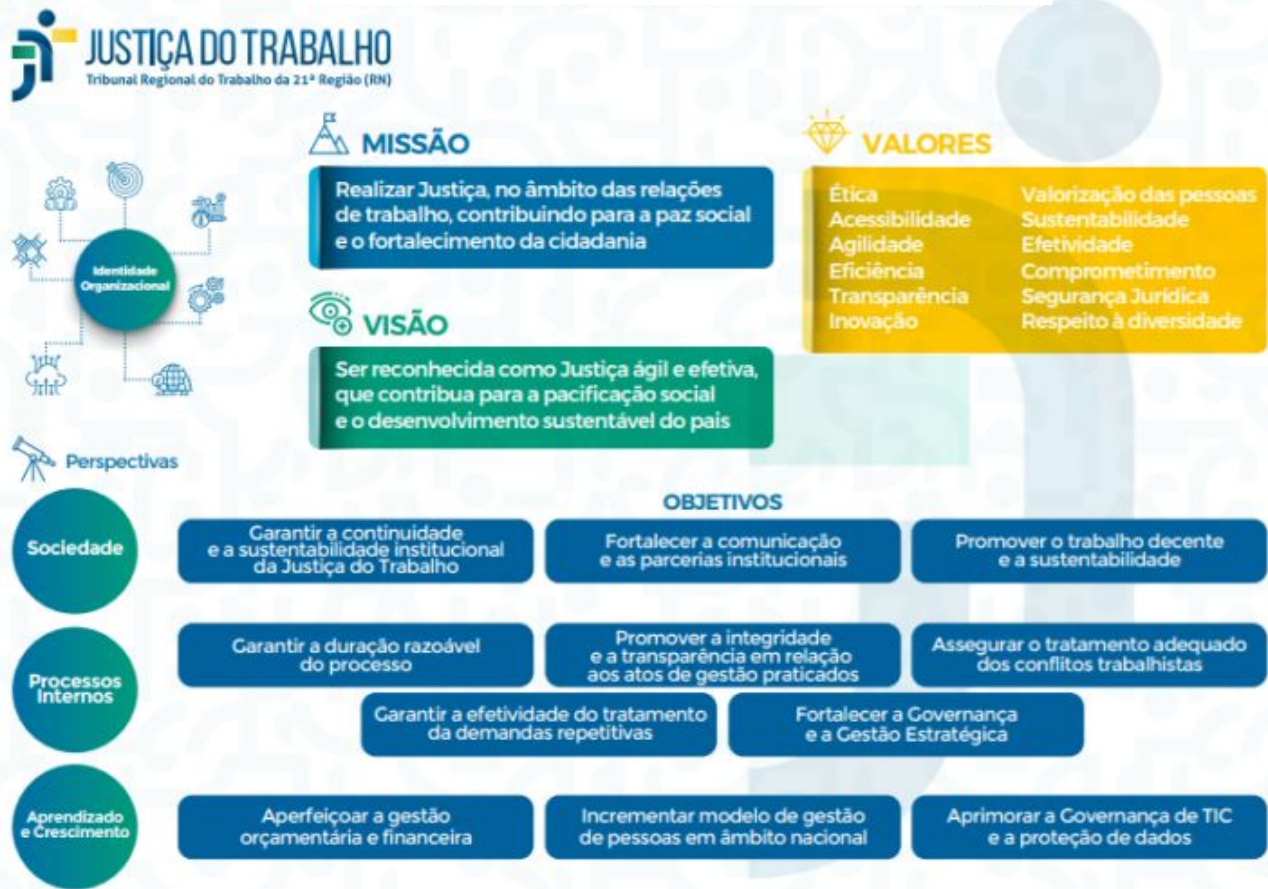 JUSTIÇA DO TRABALHO
Tribunal Regional do Trabalho da 21ª Região (RN)
MISSÃO
Realizar Justiça, no âmbito das relações
de trabalho, contribuindo para a paz social
e o fortalecimento da cidadania
VALORES
Ética
Acessibilidade
Agilidade
Eficiência
Transparência
Inovação
Valorização das pessoas
Sustentabilidade
Efetividade
Comprometimento
Segurança Jurídica
Respeito à diversidade
Identidade
Organizacional
VISÃO
Ser reconhecida como Justiça ágil e efetiva,
que contribua para a pacificação social
e o desenvolvimento sustentável do pais
Perspectivas
OBJETIVOS
Sociedade
Garantir a continuidade
e a sustentabilidade institucional
da Justiça do Trabalho
Fortalecer a comunicação
e as parcerias institucionais
Promover o trabalho decente
e a sustentabilidade
Processos
Internos
Garantir a duração razoável
do processo
Promover a integridade
e a transparência em relação
aos atos de gestão praticados
Assegurar o tratamento adequado
dos conflitos trabalhistas
Garantir a efetividade do tratamento
da demandas repetitivas
Fortalecer a Governança
e a Gestão Estratégica
Aprendizado
e Crescimento
Aperfeiçoar a gestão
orçamentária e financeira
Incrementar modelo de gestão
de pessoas em âmbito nacional
Aprimorar a Governança de TIC
e a proteção de dados